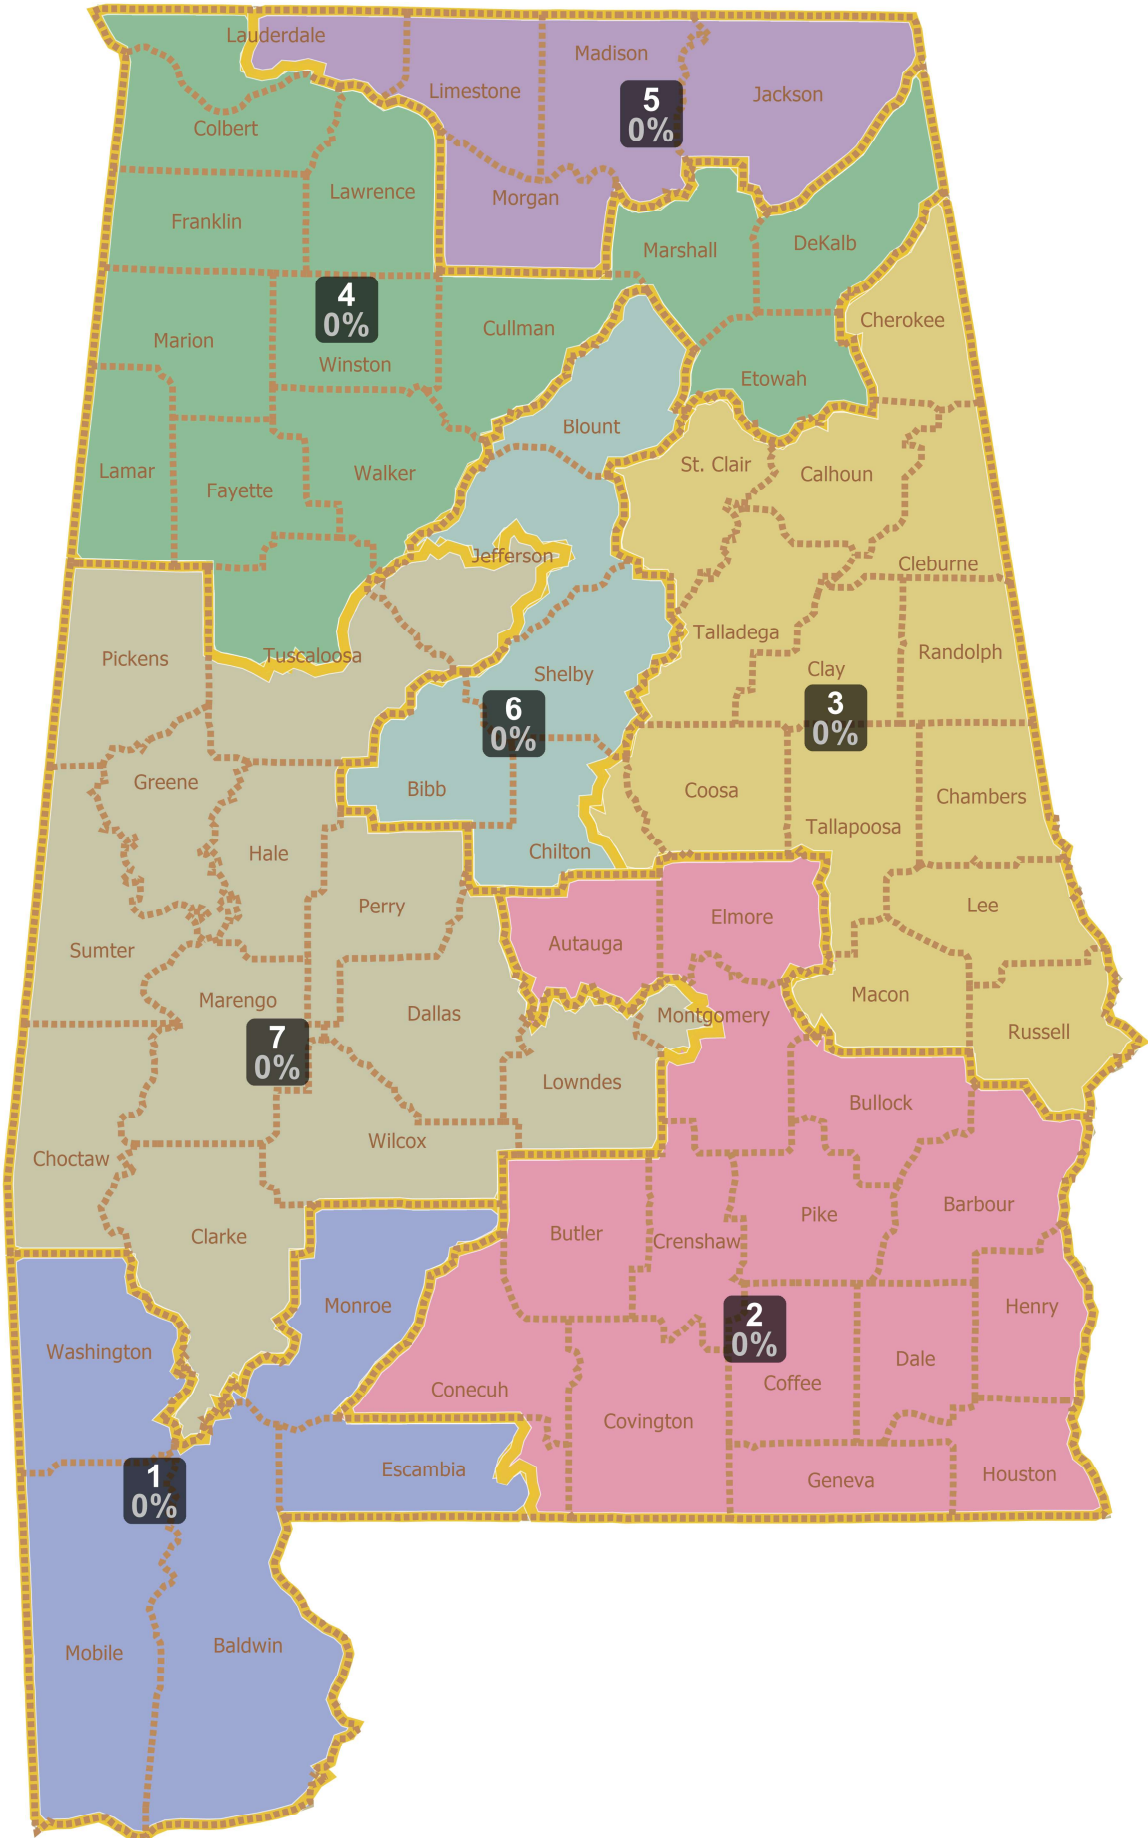 Lauderdale
Madison
Limestone
5
0%
Jackson
Colbert
Lawrence
Morgan
Franklin
Marshall
DeKalb
4
0%
Marion
Winston
Cullman
Cherokee
Etowah
Blount
Lamar
Fayette
Walker
St. Clair
Calhoun
Jefferson
Cleburne
Pickens
Tuscaloosa
Talladega
Randolph
Shelby
Clay
6
0%
3
0%
Greene
Bibb
Coosa
Chambers
Hale
Chilton
Tallapoosa
Perry
Elmore
Lee
Sumter
Autauga
Marengo
Dallas
Montgomery
Macon
Russell
7
0%
Lowndes
Bullock
Choctaw
Wilcox
Barbour
Clarke
Butler
Crenshaw
Pike
Monroe
2
0%
Henry
Washington
Conecuh
Coffee
Dale
Covington
1
0%
Escambia
Geneva
Houston
Mobile
Baldwin